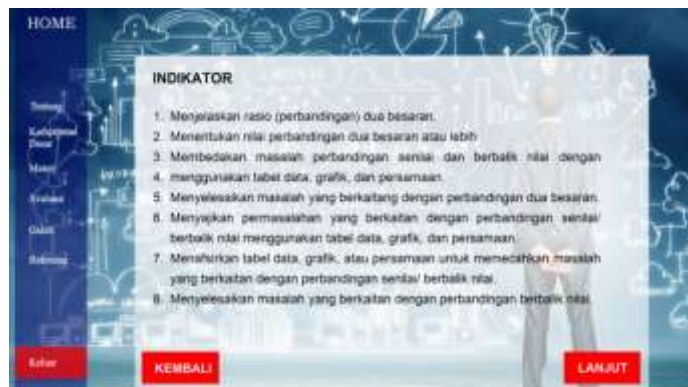 HOME
Tentang
Kompetensi
Dasar
Materi
Evaluasi
Referensi
Keluar
INDIKATOR
1. Menjelaskan rasio (perbandingan) dua besaran.
2. Menentukan nilai perbandingan dua besaran atau lebih
3. Membedakan masalah perbandingan senilai dan berbalik nilai dengan
4. menggunakan tabel data, grafik, dan persamaan.
5. Menyelesaikan masalah yang berkaitang dengan perbandingan dua besaran.
6. Menyajikan permasalahan yang berkaitan dengan perbandingan senilai/
berbalik nilai menggunakan tabel data, grafik, dan persamaan.
7. Menafsirkan tabel data, grafik, atau persamaan untuk memecahkan masalah
yang berkaitan dengan perbandingan senilai/ berbalik nilai.
8. Menyelesaikan masalah yang berkaitan dengan perbandingan berbalik nilai.
KEMBALI
LANJUT